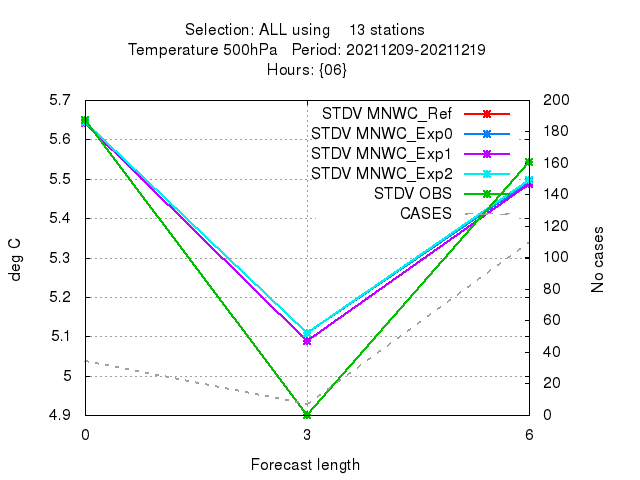 Selection: ALL using 13 stations
Temperature 500hPa Period: 20211209-20211219
Hours: {06}
STDV MNWC_Ref
STDV MNWC_Exp0
STDV MNWC_Exp1
STDV MNWC_Exp2
STDV OBS
CASES
5.7
5.6
5.5
5.4
5.3
5.2
5.1
5
4.9
deg C
200
180
160
140
120
100
80
60
40
20
0
No cases
0 3 6
Forecast length